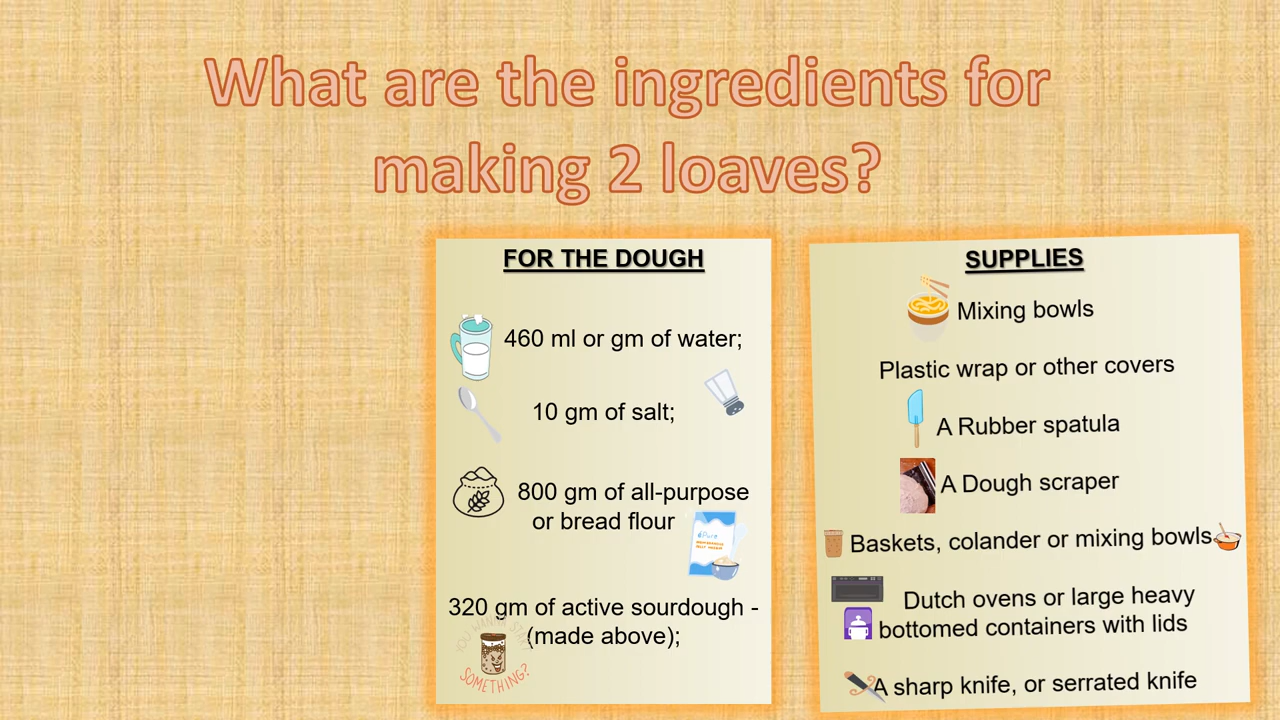 What are the ingredients for
making 2 loaves?
FOR THE DOUGH
460 ml or gm of water;
10 gm of salt;
800 gm of all-purpose
or bread flour
320 gm of active sourdough -
(made above);
SOMETHING?
SUPPLIES
Mixing bowls
Plastic wrap or other covers
A Rubber spatula
A Dough scraper
Baskets, colander or mixing bowls
Dutch ovens or large heavy
bottomed containers with lids
A sharp knife, or serrated knife